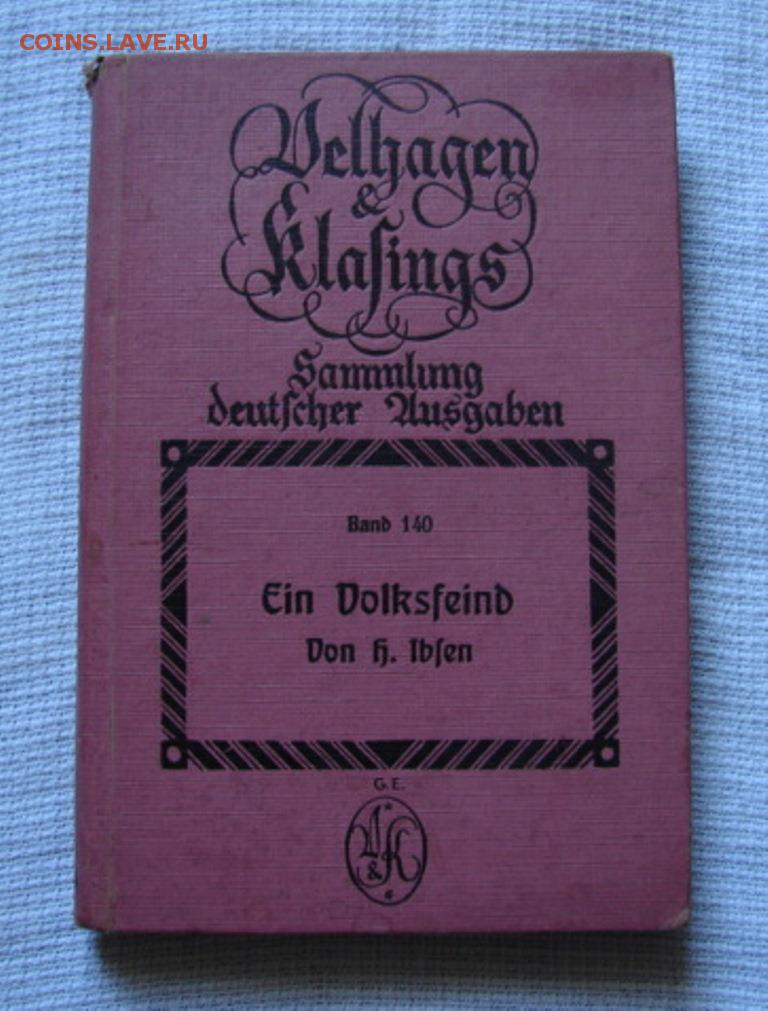 COINS.LAVE.RU
Velhagen
&
Klaſings
Sammlung
deutſcher Ausgaben
Band 140
Ein Volksfeind
Von H. Ibſen
G.E.
V
&K